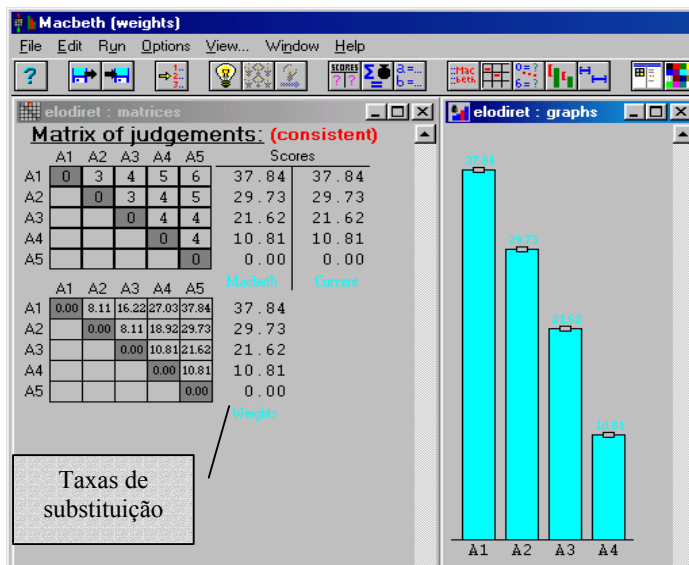 Macbeth (weights)
File Edit Run Options View... Window Help
SCORES
elodiret : matrices
Matrix of judgements: (consistent)
A1 A2 A3 A4 A5 Scores
A1 0 3 4 5 6 37.84 37.84
A2 0 3 4 5 29.73 29.73
A3 0 4 4 21.62 21.62
A4 0 4 10.81 10.81
A5 0 0.00 0.00
Macbeth Current
A1 A2 A3 A4 A5
A1 0.00 8.11 16.22 27.03 37.84 37.84
A2 0.00 8.11 18.92 29.73 29.73
A3 0.00 10.81 21.62 21.62
A4 0.00 10.81 10.81
A5 0.00 0.00
Weights
Taxas de
substituição
elodiret : graphs
37.84
29.73
21.62
10.81
A1 A2 A3 A4